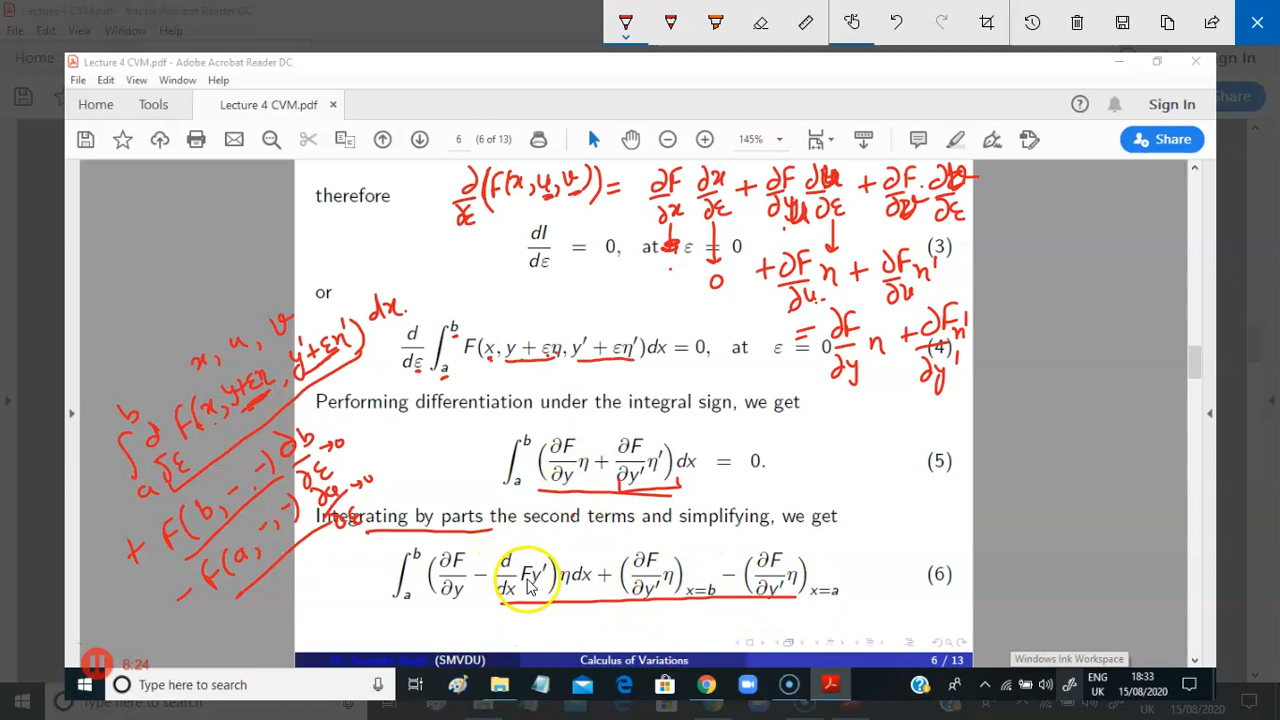 Lecture 4 CVM.pdf - Adobe Acrobat Reader DC
File Edit View Window Help
Home Tools Lecture 4 CVM.pdf × Sign In
6 (6 of 13) 145% Share
therefore
∂/∂ε (F(x, u, v)) = ∂F/∂x ∂x/∂ε + ∂F/∂u ∂u/∂ε + ∂F/∂v ∂v/∂ε
dI/dε = 0, at ε = 0 (3)
0
+ ∂F/∂u η + ∂F/∂v η′
or
= ∂F/∂y η + ∂F/∂y′ η′
d/dε ∫_a^b F(x, y + εη, y′ + εη′)dx = 0, at ε = 0 (4)
x, u, v
∫_a^b ∂/∂ε F(x, y+εη, y′+εη′) dx.
+ F(b, -, -) ∂b/∂ε →0
- F(a, -, -) ∂a/∂ε →0
Performing differentiation under the integral sign, we get
∫_a^b (∂F/∂y η + ∂F/∂y′ η′) dx = 0. (5)
Integrating by parts the second terms and simplifying, we get
∫_a^b (∂F/∂y − d/dx Fy′) ηdx + (∂F/∂y′ η)_{x=b} − (∂F/∂y′ η)_{x=a} (6)
(SMVDU) Calculus of Variations 6 / 13
Windows Ink Workspace
8:24
Type here to search
ENG
UK
18:33
15/08/2020